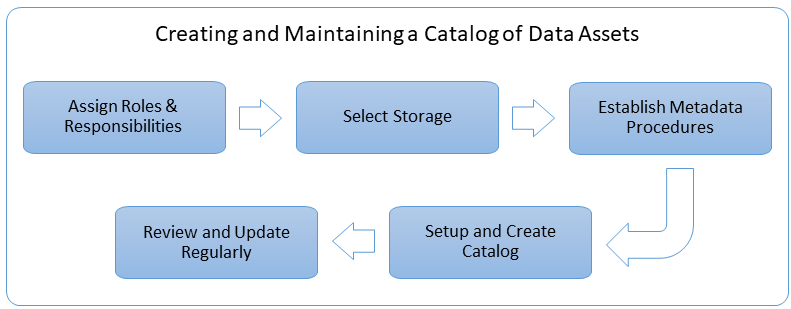 Creating and Maintaining a Catalog of Data Assets
Assign Roles &
Responsibilities
Select Storage
Establish Metadata
Procedures
Setup and Create
Catalog
Review and Update
Regularly